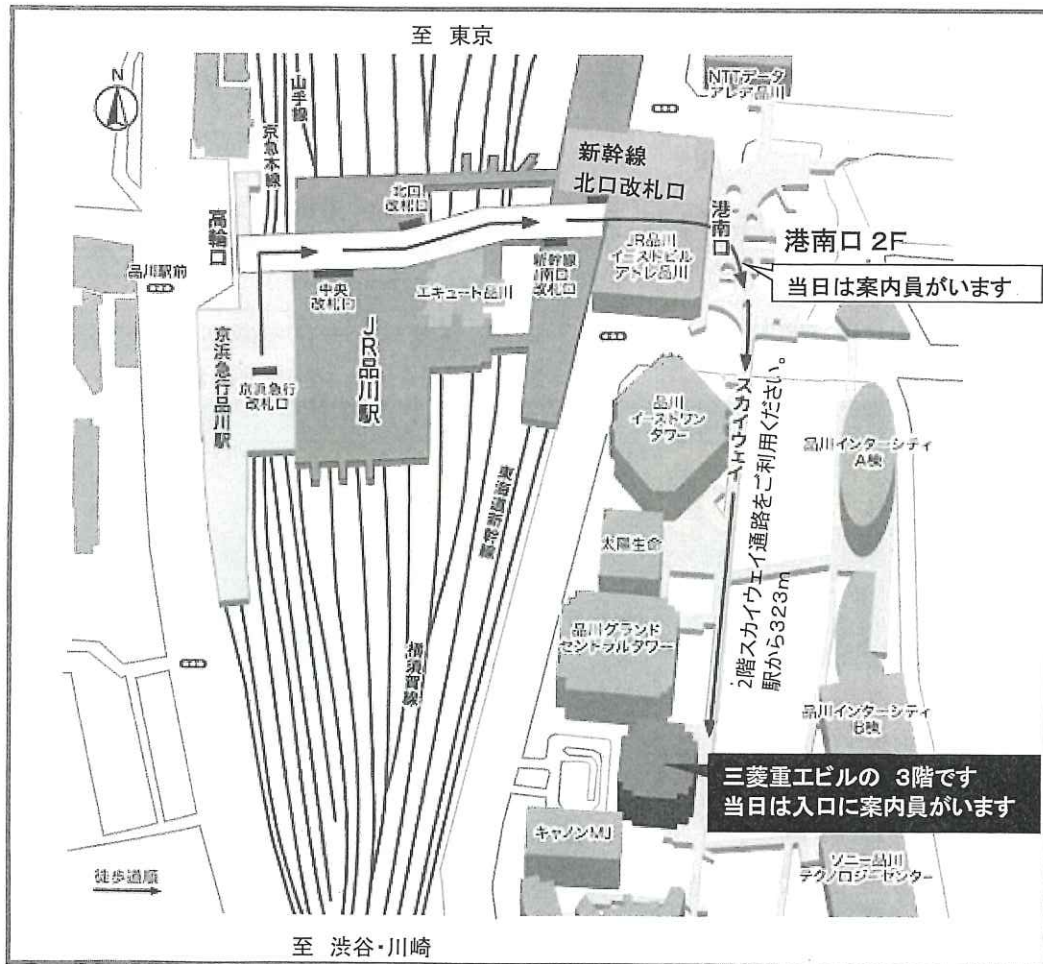 至 東京
N
山手線
京急本線
NTTデータ
アレア品川
新幹線
北口改札口
北口
改札口
高輪口
港南口
港南口 2F
当日は案内員がいます
JR品川
イーストビル
アトレ品川
新幹線
南口
改札口
品川駅前
中央
改札口
エキュート品川
JR品川駅
京浜急行
改札口
京浜急行品川駅
スカイウェイ
2階スカイウェイ通路をご利用ください。
駅から323m
品川
イーストワン
タワー
品川インターシティ
A棟
東海道新幹線
太陽生命
品川グランド
セントラルタワー
横須賀線
品川インターシティ
B棟
三菱重工ビルの 3階です
当日は入口に案内員がいます
キヤノンMJ
ソニー品川
テクノロジーセンター
徒歩道順
至 渋谷・川崎